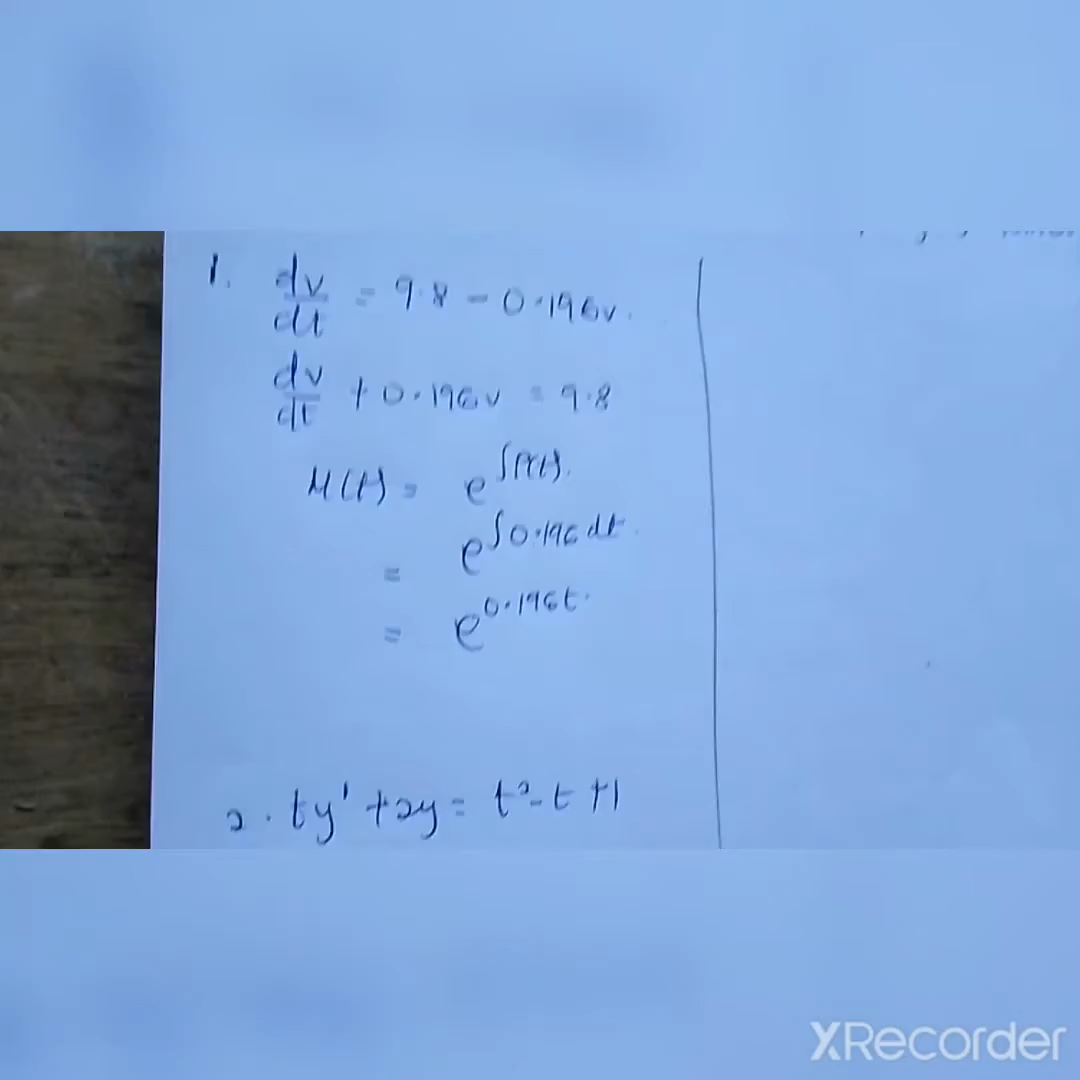 1. dv/dt = 9.8 - 0.196v.
dv/dt + 0.196v = 9.8
μ(t) = e^∫P(t).
= e^∫0.196dt.
= e^0.196t.
2. ty' + 2y = t² - t + 1
XRecorder